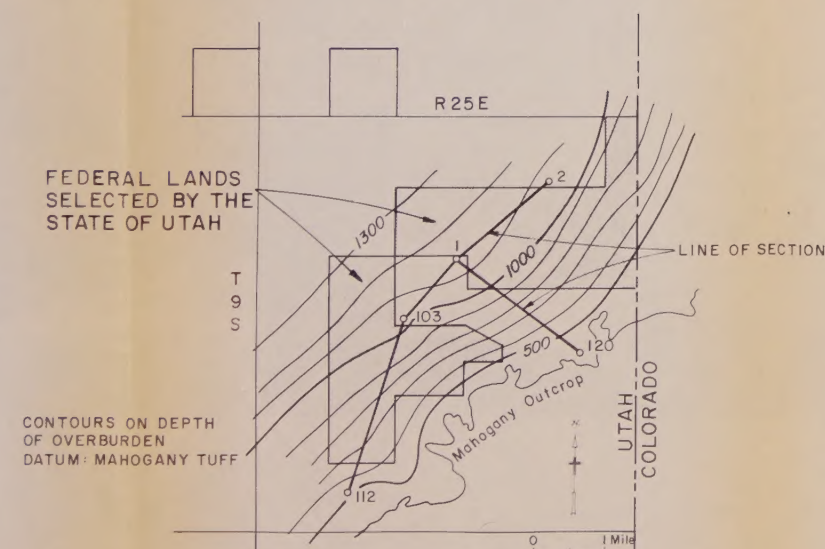 R 25 E
FEDERAL LANDS
SELECTED BY THE
STATE OF UTAH
2
1300
1
1000
LINE OF SECTION
T
9
S
103
120
500
CONTOURS ON DEPTH
OF OVERBURDEN
DATUM: MAHOGANY TUFF
Mahogany Outcrop
UTAH
COLORADO
N
112
0
1 Mile